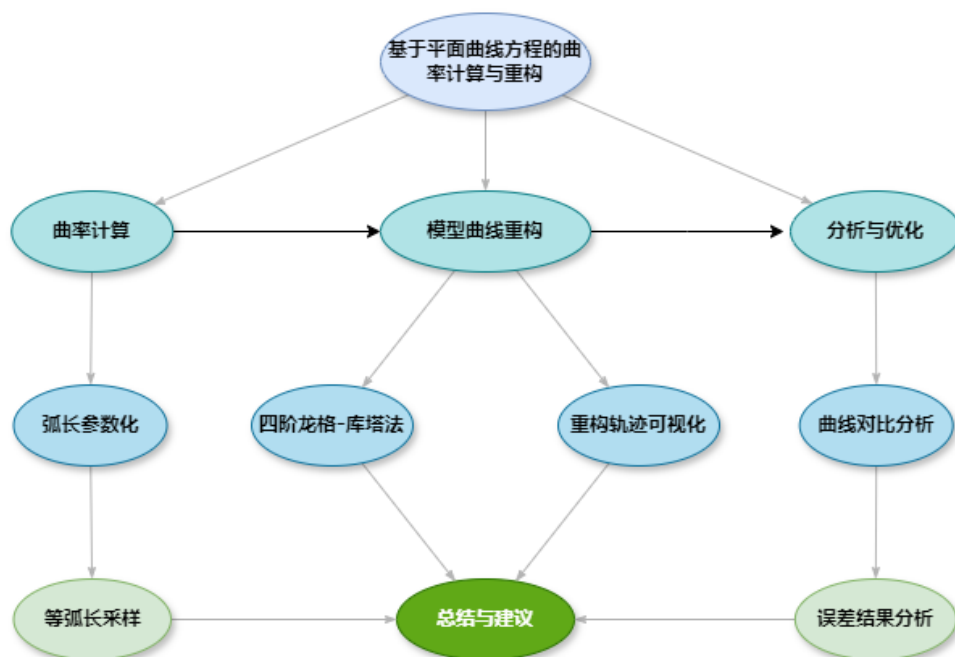 基于平面曲线方程的曲
率计算与重构
曲率计算
模型曲线重构
分析与优化
弧长参数化
四阶龙格-库塔法
重构轨迹可视化
曲线对比分析
等弧长采样
总结与建议
误差结果分析